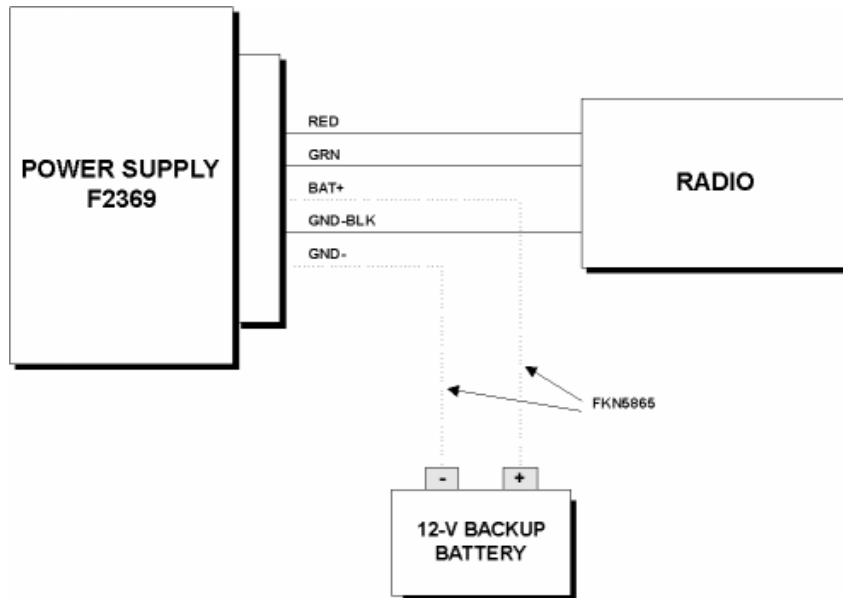 POWER SUPPLY
F2369
RED
GRN
BAT+
GND-BLK
GND-
RADIO
FKN5865
-
+
12-V BACKUP
BATTERY